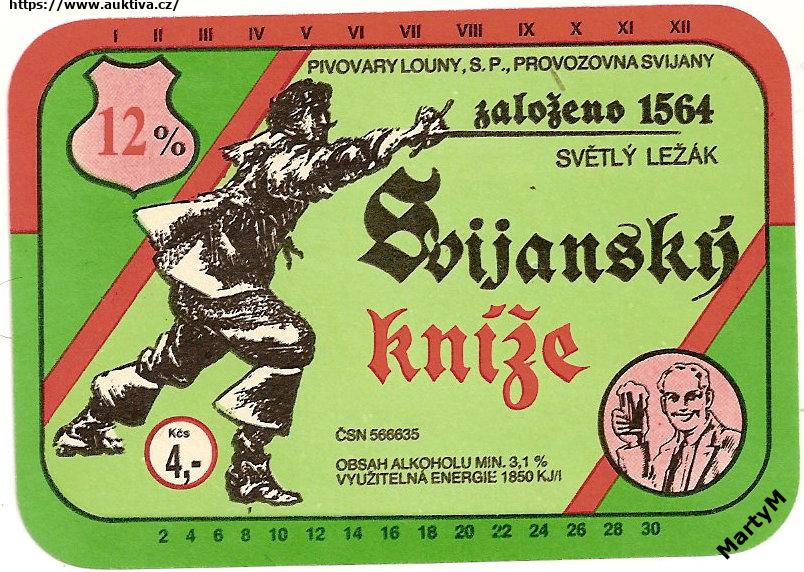 https://www.auktiva.cz/
I II III IV V VI VII VIII IX X XI XII
PIVOVARY LOUNY, S. P., PROVOZOVNA SVIJANY
založeno 1564
SVĚTLÝ LEŽÁK
12%
Svijanský
kníže
Kčs
4,-
ČSN 566635
OBSAH ALKOHOLU MIN. 3,1 %
VYUŽITELNÁ ENERGIE 1850 KJ/l
2 4 6 8 10 12 14 16 18 20 22 24 26 28 30
MartyM